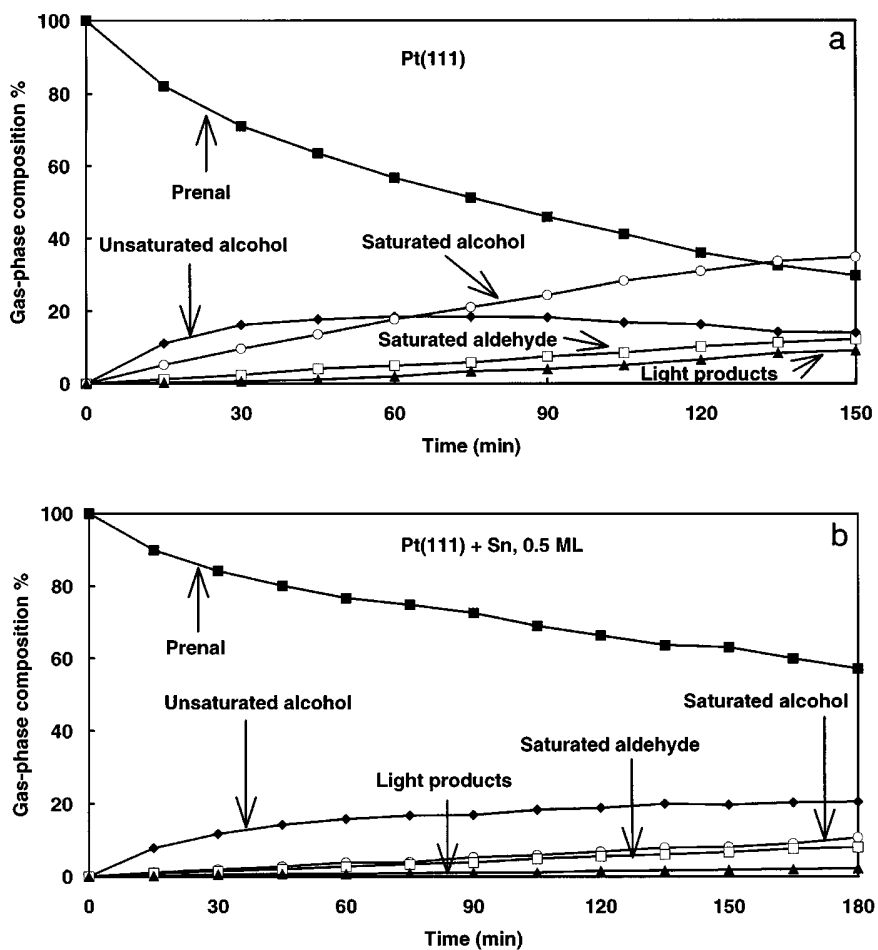 a
Pt(111)
Gas-phase composition %
100
80
60
40
20
0
Prenal
Unsaturated alcohol
Saturated alcohol
Saturated aldehyde
Light products
0 30 60 90 120 150
Time (min)
b
Pt(111) + Sn, 0.5 ML
Gas-phase composition %
100
80
60
40
20
0
Prenal
Unsaturated alcohol
Saturated alcohol
Saturated aldehyde
Light products
0 30 60 90 120 150 180
Time (min)